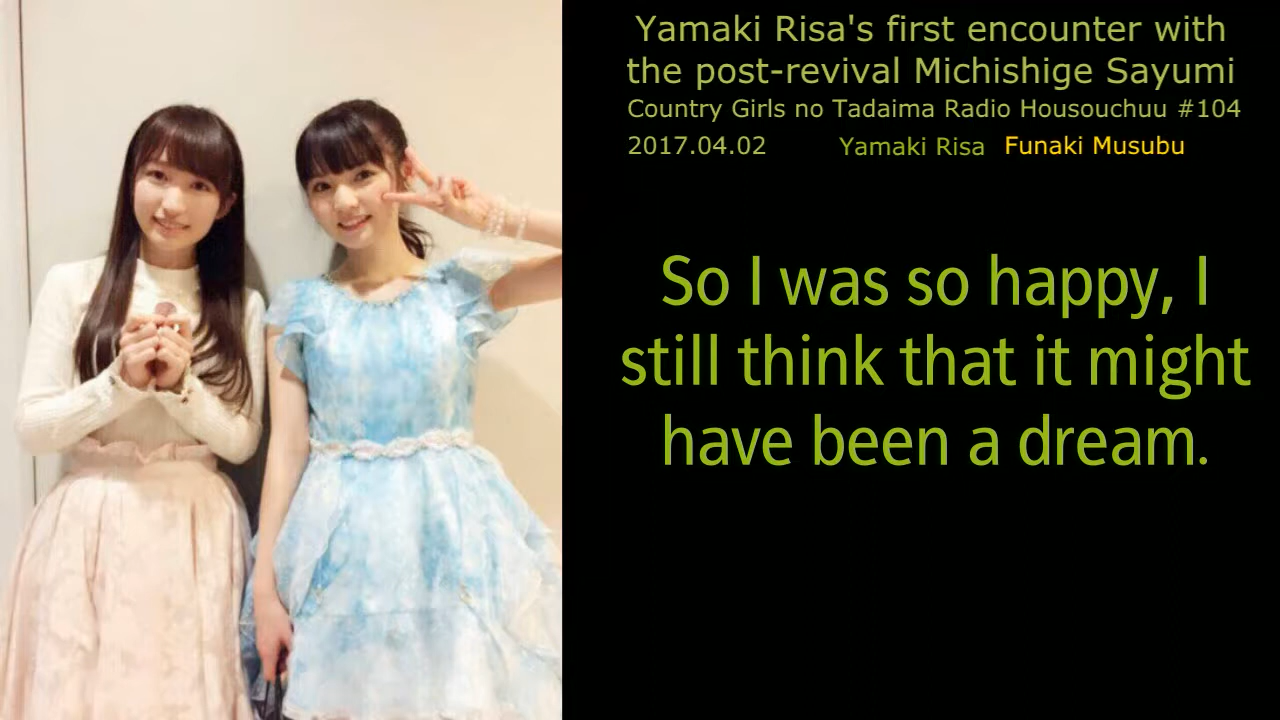 Yamaki Risa's first encounter with
the post-revival Michishige Sayumi
Country Girls no Tadaima Radio Housouchuu #104
2017.04.02 Yamaki Risa Funaki Musubu
So I was so happy, I
still think that it might
have been a dream.